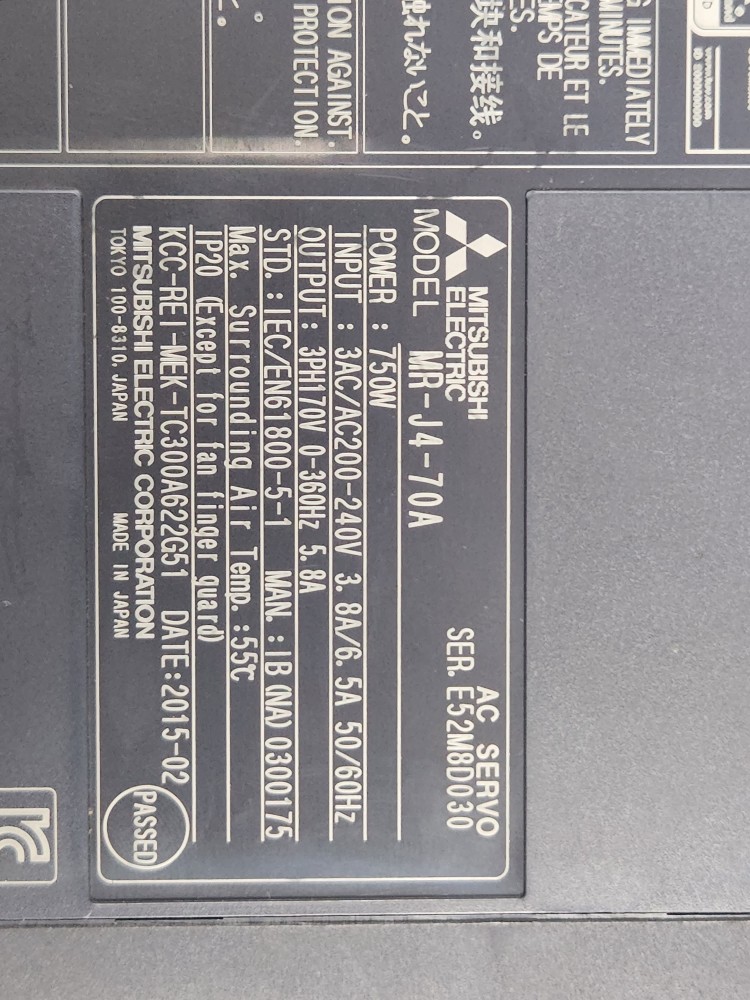 G IMMEDIATELY
MINUTES.
CATEUR ET LE
EMPS DE
ES.
块和接线。
触れないこと。
ION AGAINST
PROTECTION.
MITSUBISHI
ELECTRIC
AC SERVO
MODEL MR-J4-70A
SER. E52M8D030
POWER : 750W
INPUT : 3AC/AC200-240V 3.8A/6.5A 50/60Hz
OUTPUT: 3PH170V 0-360Hz 5.8A
STD. : IEC/EN61800-5-1 MAN. : IB (NA) 0300175
Max. Surrounding Air Temp. :55℃
IP20 (Except for fan finger guard)
KCC-REI-MEK-TC300A622G51 DATE:2015-02
MITSUBISHI ELECTRIC CORPORATION
TOKYO 100-8310, JAPAN MADE IN JAPAN
PASSED